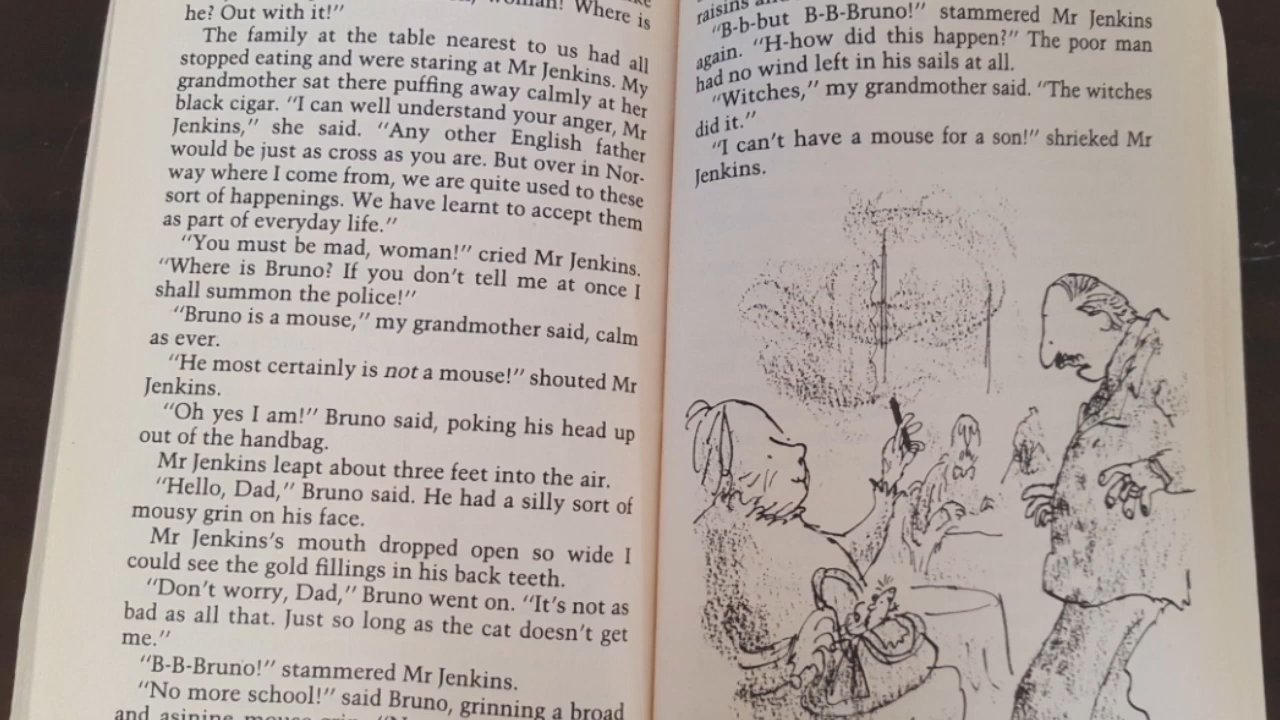 woman! Where is
he? Out with it!”
The family at the table nearest to us had all
stopped eating and were staring at Mr Jenkins. My
grandmother sat there puffing away calmly at her
black cigar. “I can well understand your anger, Mr
Jenkins,” she said. “Any other English father
would be just as cross as you are. But over in Nor-
way where I come from, we are quite used to these
sort of happenings. We have learnt to accept them
as part of everyday life.”
“You must be mad, woman!” cried Mr Jenkins.
“Where is Bruno? If you don’t tell me at once I
shall summon the police!”
“Bruno is a mouse,” my grandmother said, calm
as ever.
“He most certainly is not a mouse!” shouted Mr
Jenkins.
“Oh yes I am!” Bruno said, poking his head up
out of the handbag.
Mr Jenkins leapt about three feet into the air.
“Hello, Dad,” Bruno said. He had a silly sort of
mousy grin on his face.
Mr Jenkins’s mouth dropped open so wide I
could see the gold fillings in his back teeth.
“Don’t worry, Dad,” Bruno went on. “It’s not as
bad as all that. Just so long as the cat doesn’t get
me.”
“B-B-Bruno!” stammered Mr Jenkins.
“No more school!” said Bruno, grinning a broad
and asinine mouse-grin.
raisins and
“B-b-but B-B-Bruno!” stammered Mr Jenkins
again. “H-how did this happen?” The poor man
had no wind left in his sails at all.
“Witches,” my grandmother said. “The witches
did it.”
“I can’t have a mouse for a son!” shrieked Mr
Jenkins.